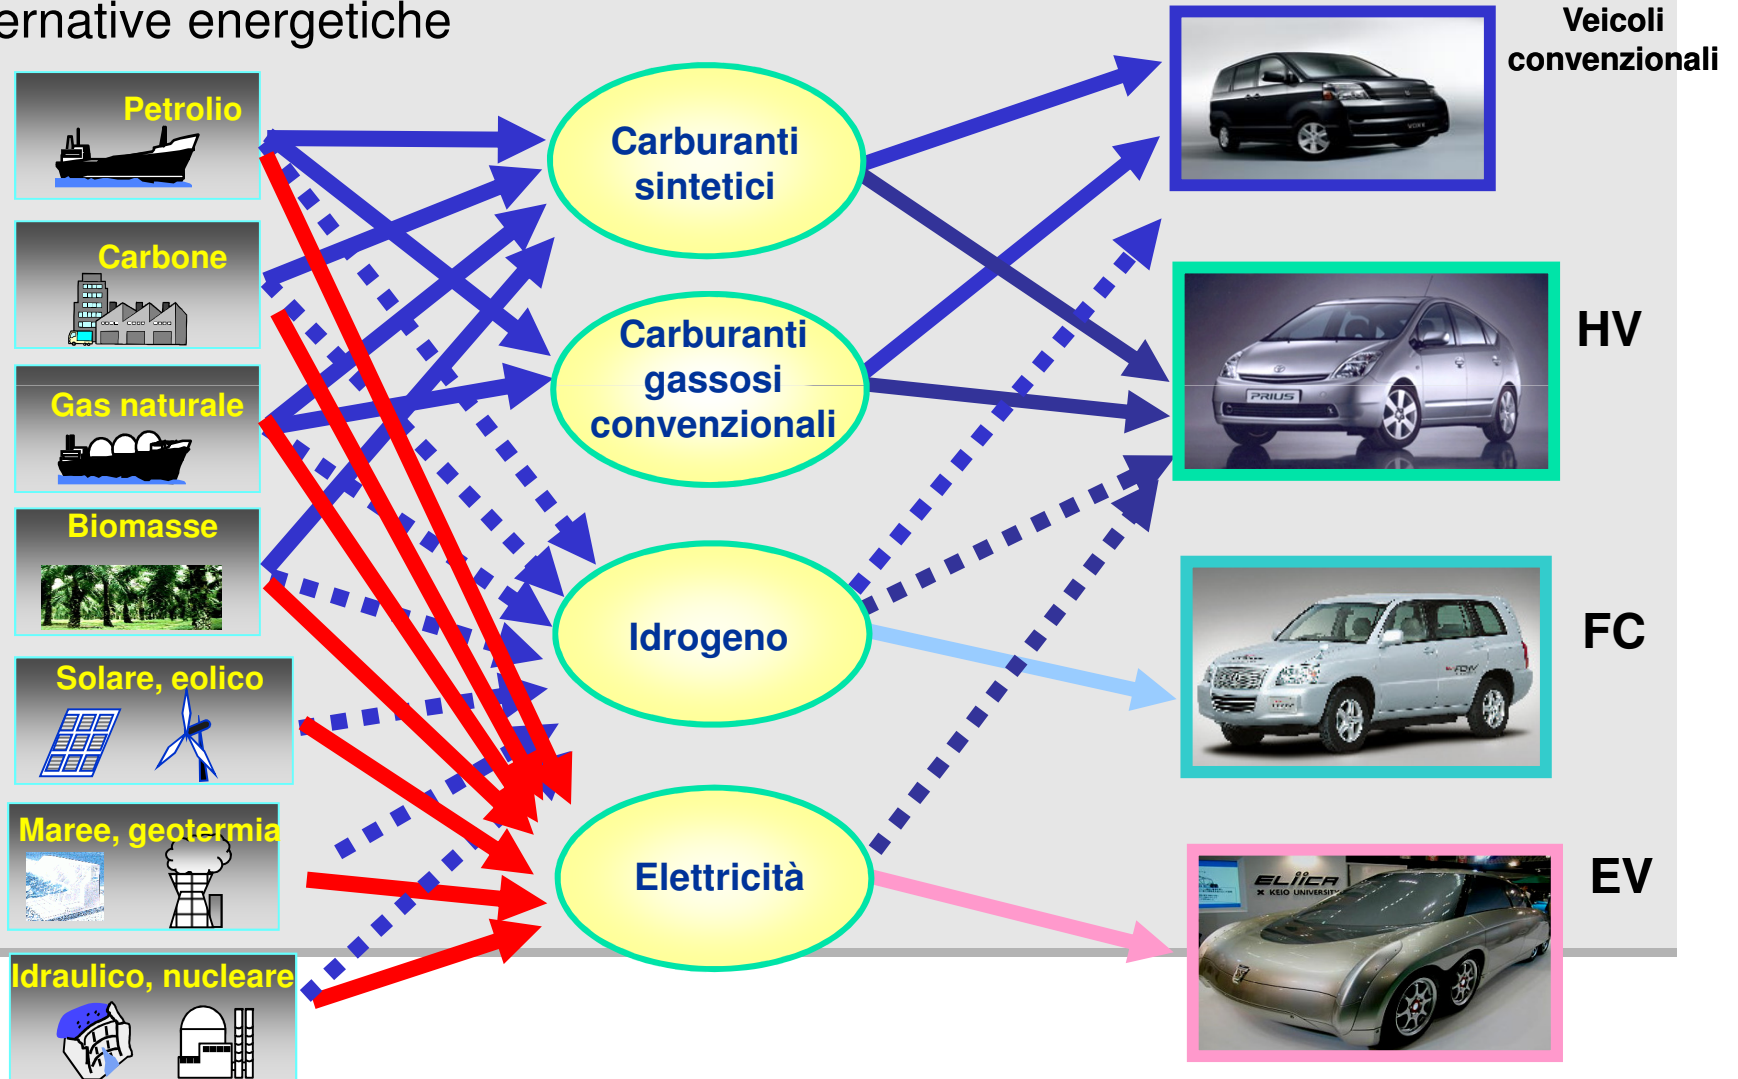 ernative energetiche
Veicoli
convenzionali
Petrolio
Carburanti
sintetici
Carbone
HV
Carburanti
gassosi
convenzionali
PRIUS
Gas naturale
Biomasse
Idrogeno
FC
Solare, eolico
Maree, geotermia
Elettricità
EV
ELIICA
KEIO UNIVERSITY
Idraulico, nucleare